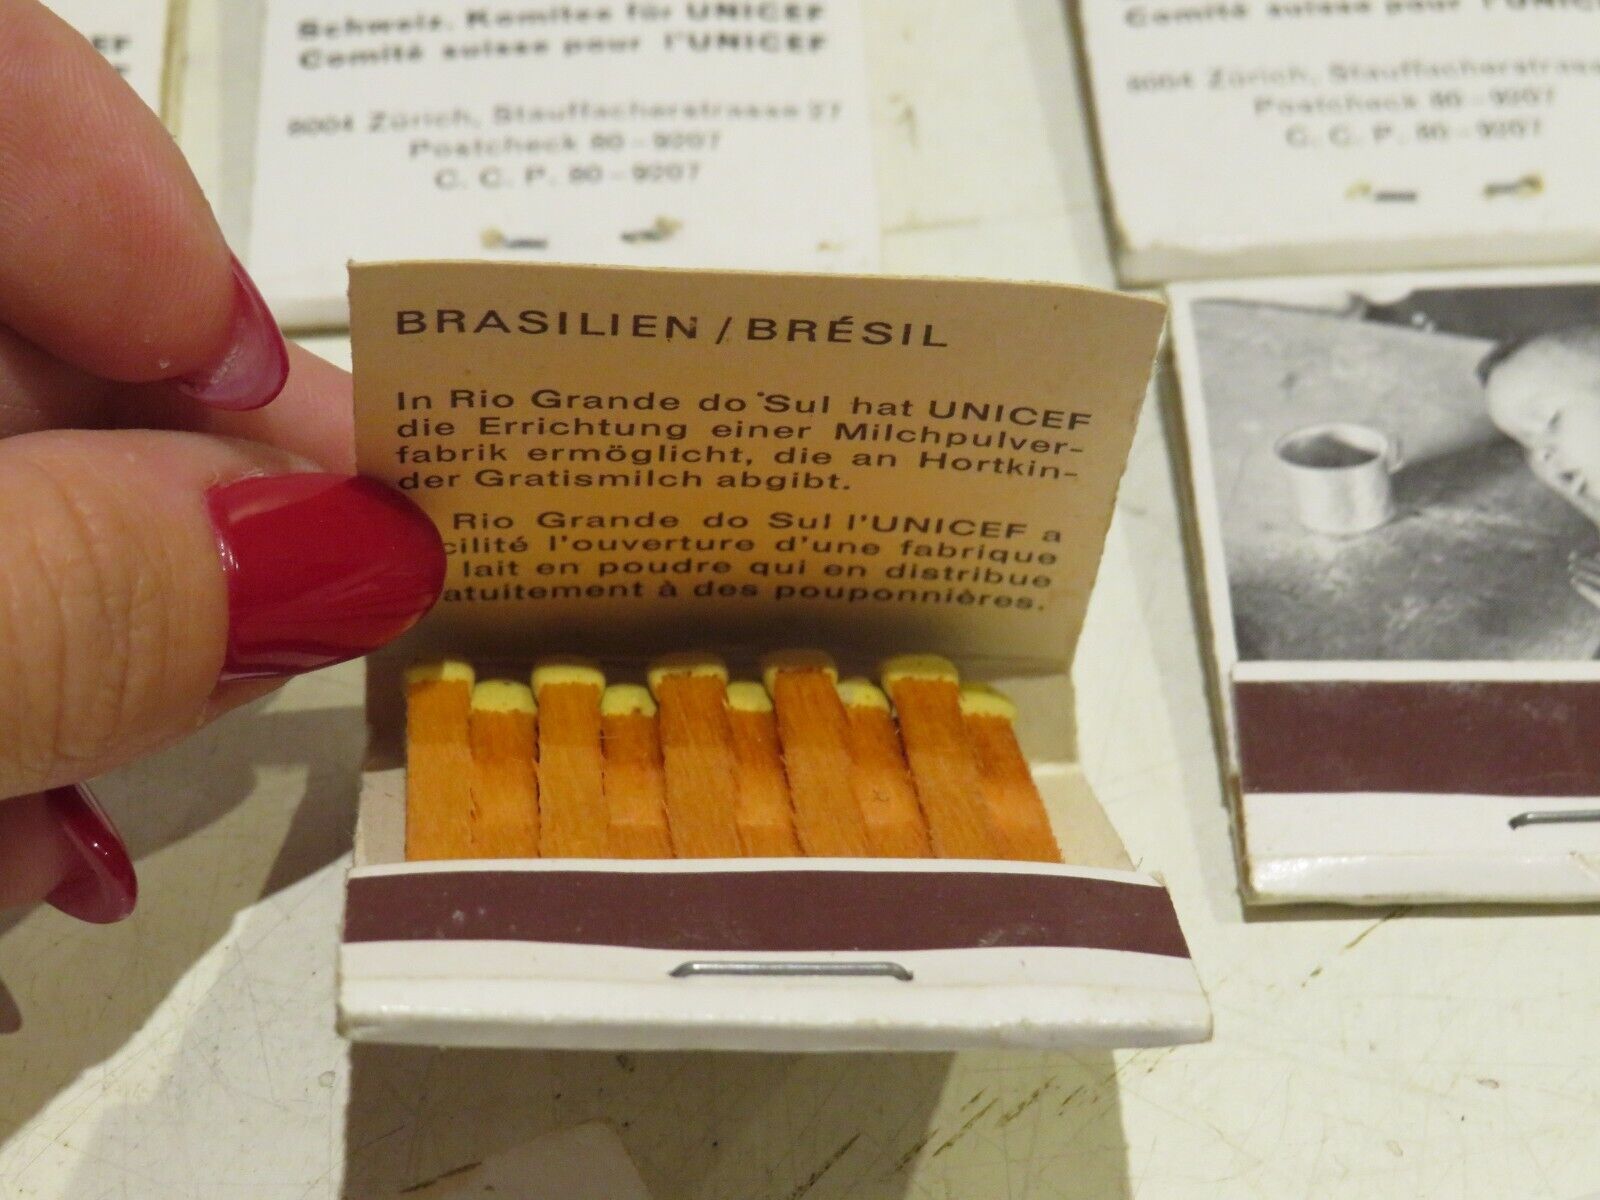 EF
Schweiz. Komitee für UNICEF
Comité suisse pour l'UNICEF
8004 Zürich, Stauffacherstrasse 27
Postcheck 80-9207
C. C. P. 80-9207
Comité suisse pour l'UNIC
8004 Zürich, Stauffacherstrass
Postcheck 80-9207
C. C. P. 80-9207
BRASILIEN / BRÉSIL
In Rio Grande do Sul hat UNICEF
die Errichtung einer Milchpulver-
fabrik ermöglicht, die an Hortkin-
der Gratismilch abgibt.
Rio Grande do Sul l'UNICEF a
cilité l'ouverture d'une fabrique
lait en poudre qui en distribue
atuitement à des pouponnières.